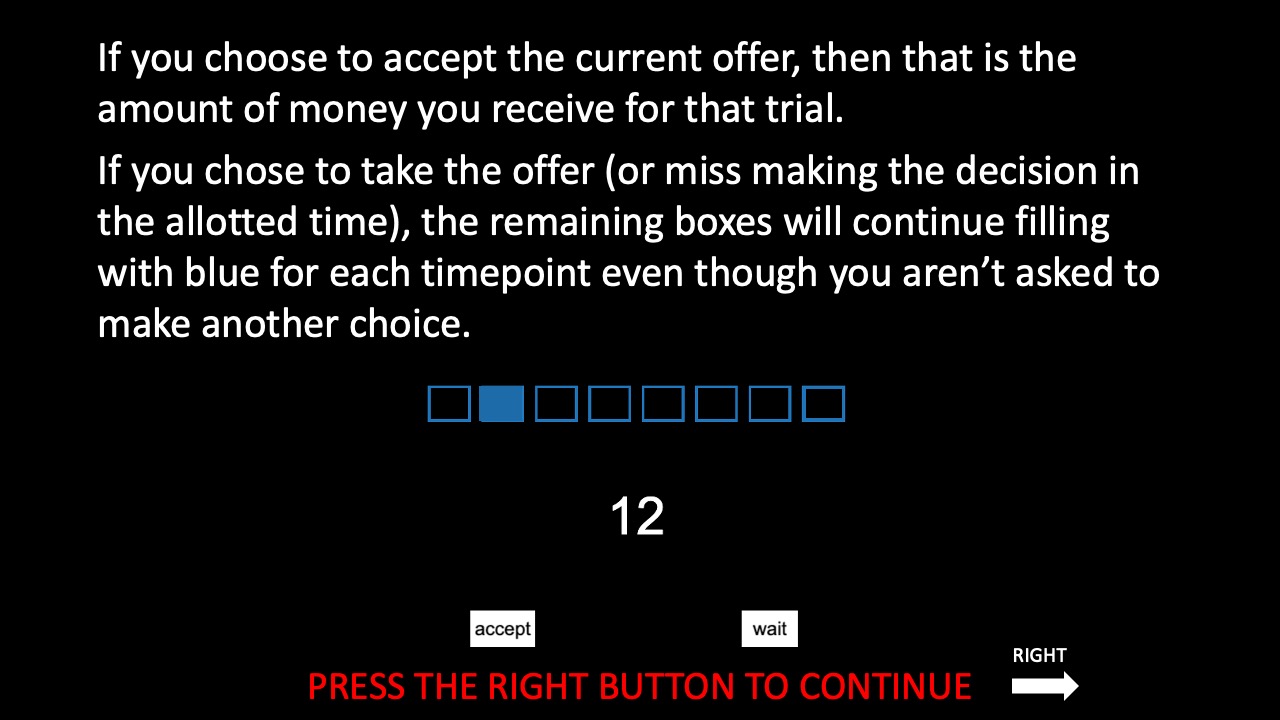 If you choose to accept the current offer, then that is the
amount of money you receive for that trial.
If you chose to take the offer (or miss making the decision in
the allotted time), the remaining boxes will continue filling
with blue for each timepoint even though you aren’t asked to
make another choice.
12
accept
wait
RIGHT
PRESS THE RIGHT BUTTON TO CONTINUE